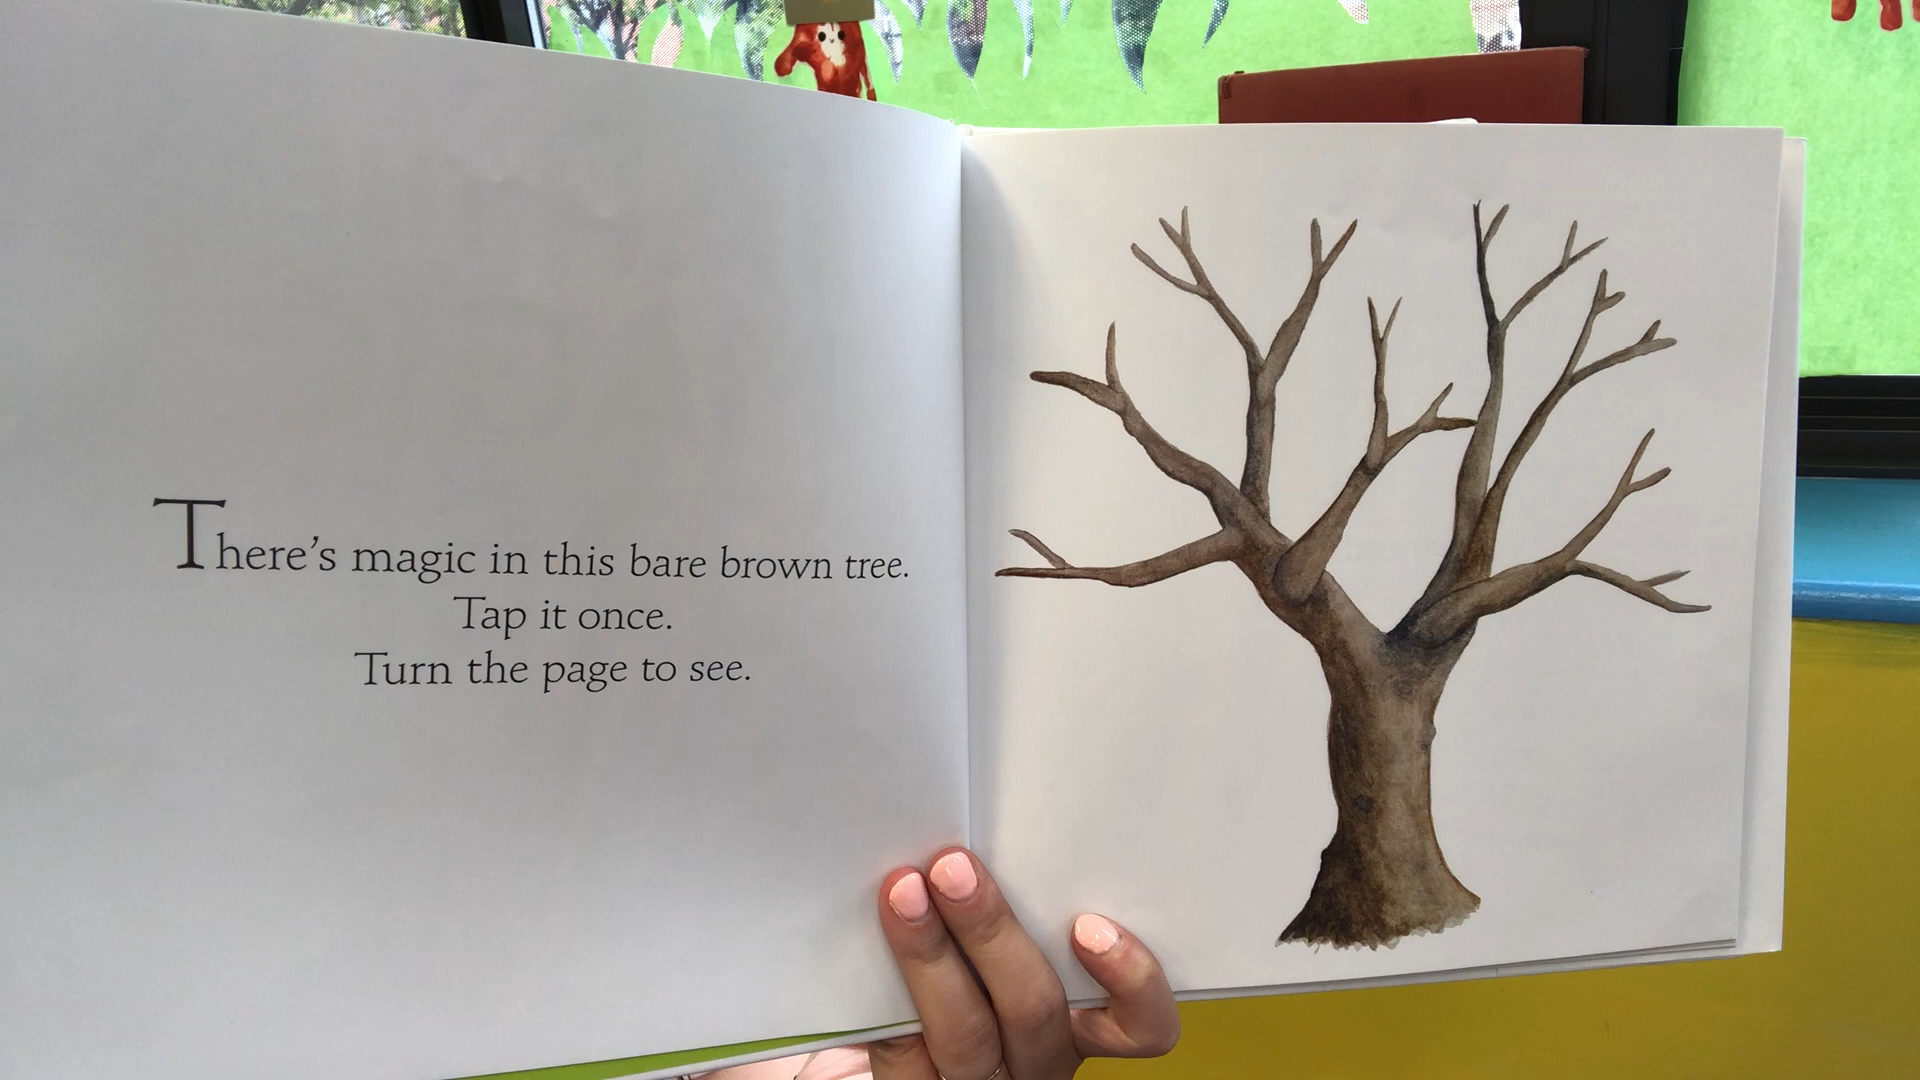 There’s magic in this bare brown tree.
Tap it once.
Turn the page to see.